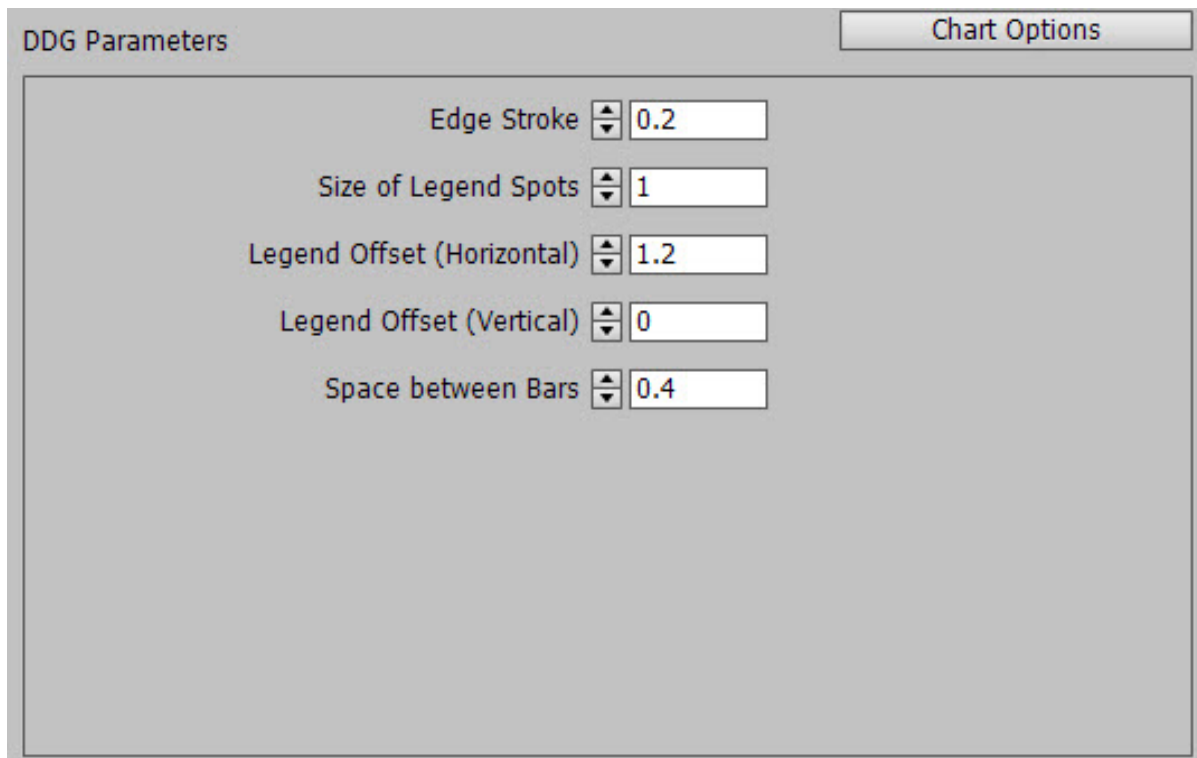 DDG Parameters
Chart Options
Edge Stroke 0.2
Size of Legend Spots 1
Legend Offset (Horizontal) 1.2
Legend Offset (Vertical) 0
Space between Bars 0.4